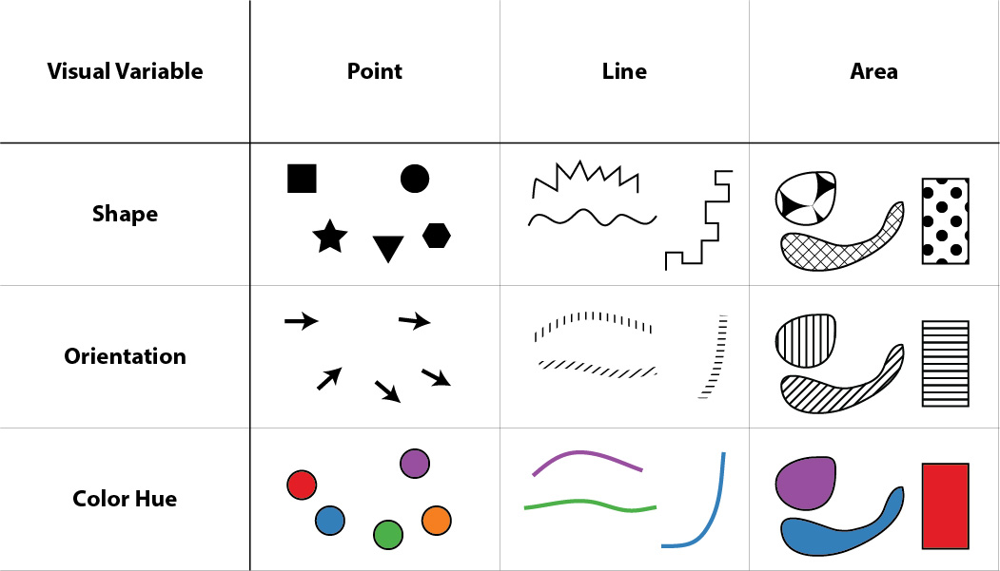 Visual Variable
Point
Line
Area
Shape
Orientation
Color Hue